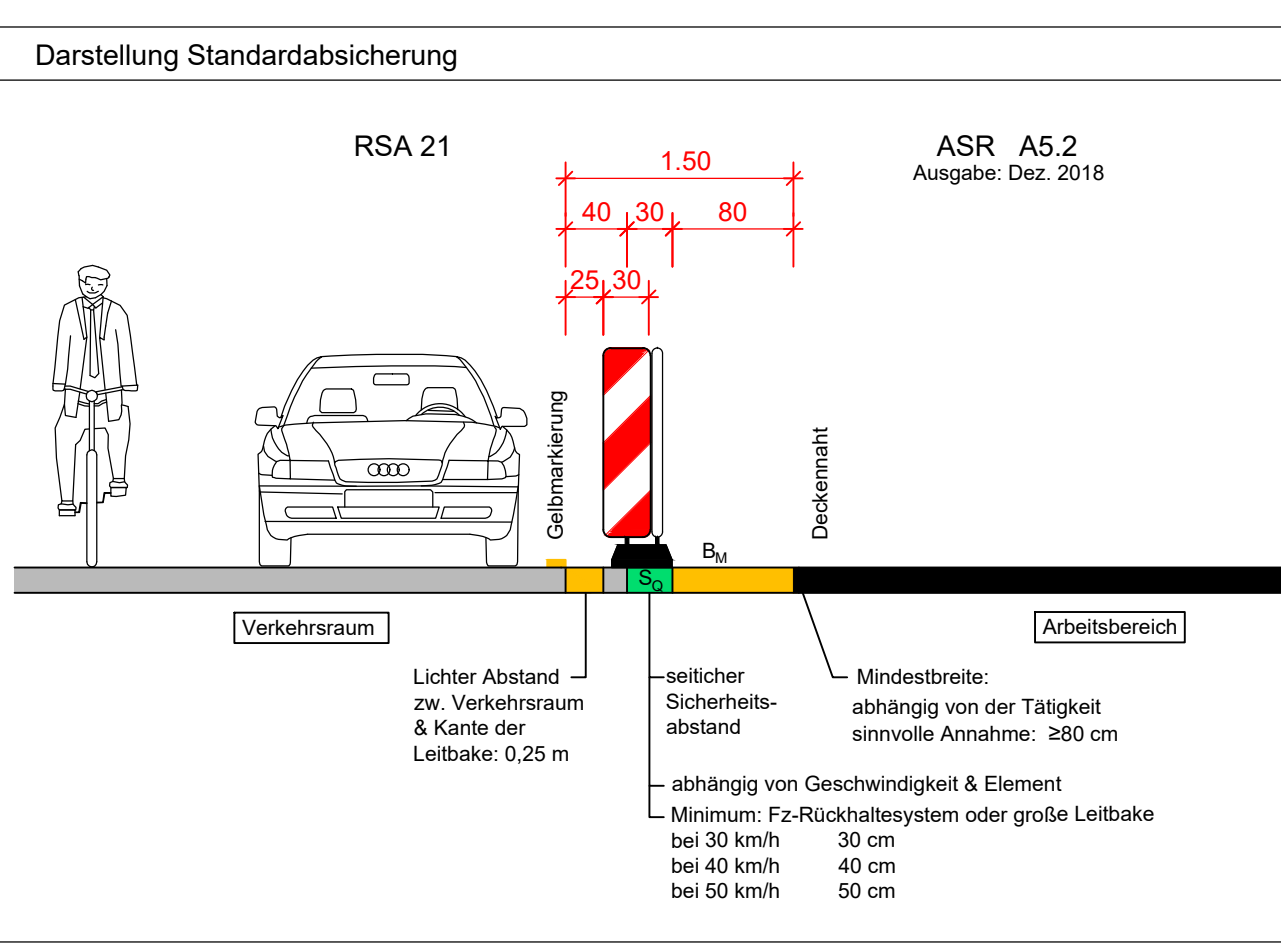 Darstellung Standardabsicherung
RSA 21
ASR A5.2
Ausgabe: Dez. 2018
1.50
40 30 80
25 30
Gelbmarkierung
Deckennaht
B_M
S_Q
Verkehrsraum
Arbeitsbereich
Lichter Abstand
zw. Verkehrsraum
& Kante der
Leitbake: 0,25 m
seiticher
Sicherheits-
abstand
Mindestbreite:
abhängig von der Tätigkeit
sinnvolle Annahme: ≥80 cm
abhängig von Geschwindigkeit & Element
Minimum: Fz-Rückhaltesystem oder große Leitbake
bei 30 km/h 30 cm
bei 40 km/h 40 cm
bei 50 km/h 50 cm